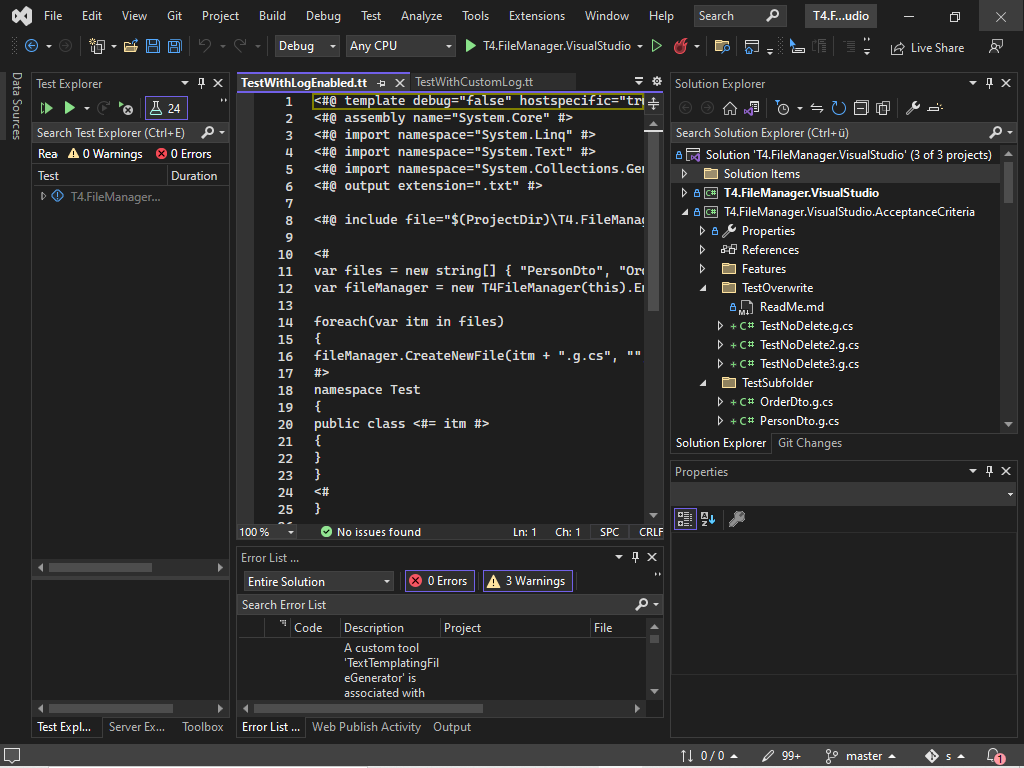 File Edit View Git Project Build Debug Test Analyze Tools Extensions Window Help Search T4.F...udio
Debug Any CPU T4.FileManager.VisualStudio Live Share
Data Sources
Test Explorer
24
Search Test Explorer (Ctrl+E)
Rea 0 Warnings 0 Errors
Test Duration
T4.FileManager...
Test Expl... Server Ex... Toolbox
TestWithLogEnabled.tt TestWithCustomLog.tt
1 <#@ template debug="false" hostspecific="tru
2 <#@ assembly name="System.Core" #>
3 <#@ import namespace="System.Linq" #>
4 <#@ import namespace="System.Text" #>
5 <#@ import namespace="System.Collections.Gen
6 <#@ output extension=".txt" #>
7
8 <#@ include file="$(ProjectDir)\T4.FileManag
9
10 <#
11 var files = new string[] { "PersonDto", "Or
12 var fileManager = new T4FileManager(this).En
13
14 foreach(var itm in files)
15 {
16 fileManager.CreateNewFile(itm + ".g.cs", ""
17 #>
18 namespace Test
19 {
20 public class <#= itm #>
21 {
22 }
23 }
24 <#
25 }
100 % No issues found Ln: 1 Ch: 1 SPC CRLF
Error List ...
Entire Solution 0 Errors 3 Warnings
Search Error List
Code Description Project File
A custom tool
'TextTemplatingFil
eGenerator' is
associated with
Error List ... Web Publish Activity Output
Solution Explorer
Search Solution Explorer (Ctrl+ü)
Solution 'T4.FileManager.VisualStudio' (3 of 3 projects)
Solution Items
C# T4.FileManager.VisualStudio
C# T4.FileManager.VisualStudio.AcceptanceCriteria
Properties
References
Features
TestOverwrite
M↓ ReadMe.md
+ C# TestNoDelete.g.cs
+ C# TestNoDelete2.g.cs
+ C# TestNoDelete3.g.cs
TestSubfolder
+ C# OrderDto.g.cs
+ C# PersonDto.g.cs
Solution Explorer Git Changes
Properties
0 / 0 99+ master s 1